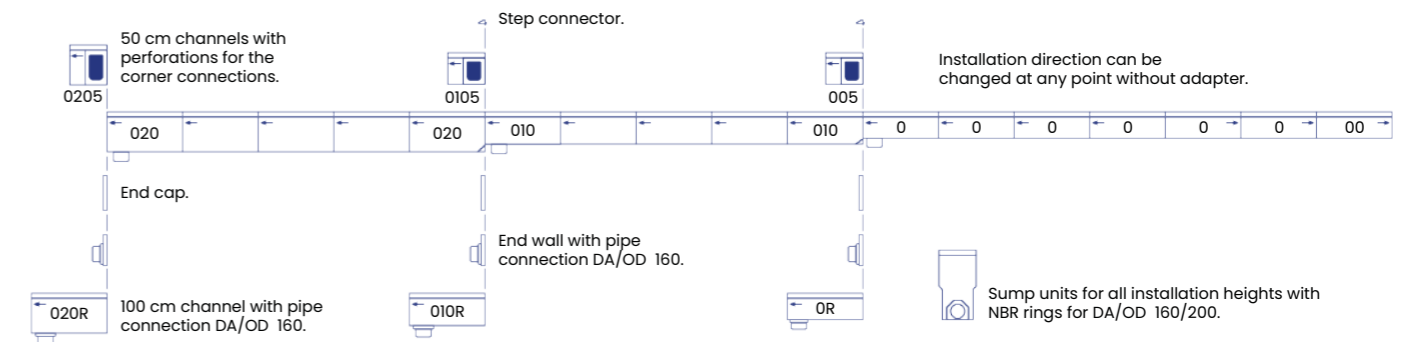 Step connector.
50 cm channels with
perforations for the
corner connections.
Installation direction can be
changed at any point without adapter.
0205
0105
005
020 020 010 010 0 0 0 0 0 0 00
End cap.
End wall with pipe
connection DA/OD 160.
020R
100 cm channel with pipe
connection DA/OD 160.
010R
0R
Sump units for all installation heights with
NBR rings for DA/OD 160/200.